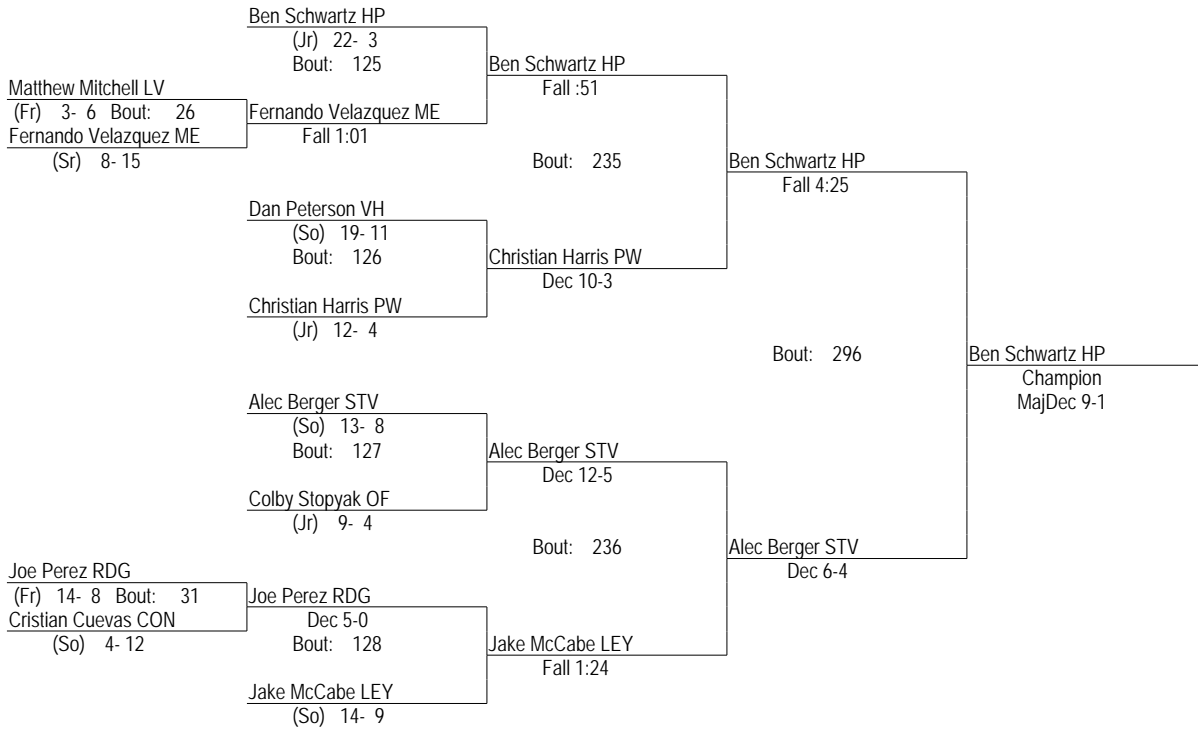 Ben Schwartz HP
(Jr) 22- 3
Bout: 125
Ben Schwartz HP
Fall :51
Matthew Mitchell LV
(Fr) 3- 6 Bout: 26
Fernando Velazquez ME
Fernando Velazquez ME
Fall 1:01
(Sr) 8- 15
Bout: 235
Ben Schwartz HP
Fall 4:25
Dan Peterson VH
(So) 19- 11
Bout: 126
Christian Harris PW
Dec 10-3
Christian Harris PW
(Jr) 12- 4
Bout: 296
Ben Schwartz HP
Champion
MajDec 9-1
Alec Berger STV
(So) 13- 8
Bout: 127
Alec Berger STV
Dec 12-5
Colby Stopyak OF
(Jr) 9- 4
Bout: 236
Alec Berger STV
Dec 6-4
Joe Perez RDG
(Fr) 14- 8 Bout: 31
Joe Perez RDG
Cristian Cuevas CON
Dec 5-0
(So) 4- 12
Bout: 128
Jake McCabe LEY
Fall 1:24
Jake McCabe LEY
(So) 14- 9